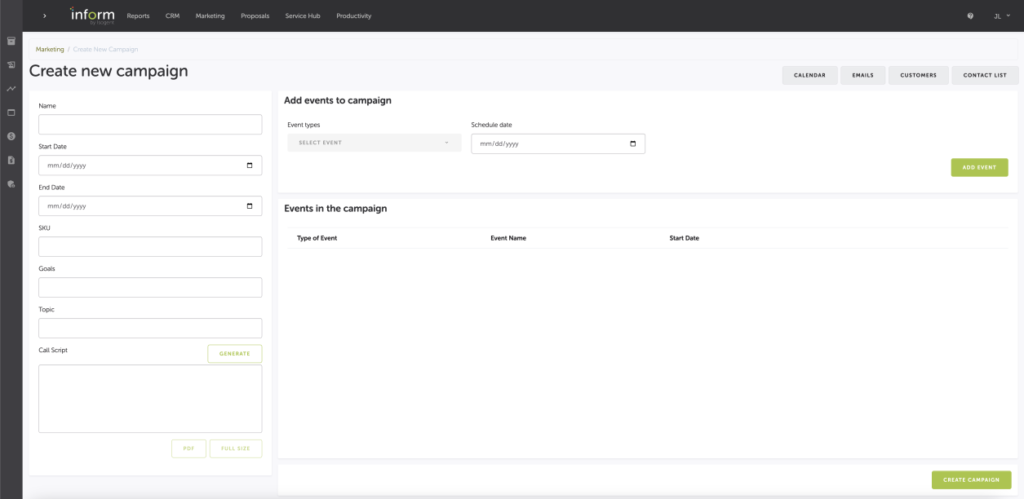 inform
Reports CRM Marketing Proposals Service Hub Productivity
JL
Marketing / Create New Campaign
Create new campaign
CALENDAR EMAILS CUSTOMERS CONTACT LIST
Name
Start Date
mm/dd/yyyy
End Date
mm/dd/yyyy
SKU
Goals
Topic
Call Script
GENERATE
PDF FULL SIZE
Add events to campaign
Event types Schedule date
SELECT EVENT mm/dd/yyyy
ADD EVENT
Events in the campaign
Type of Event Event Name Start Date
CREATE CAMPAIGN